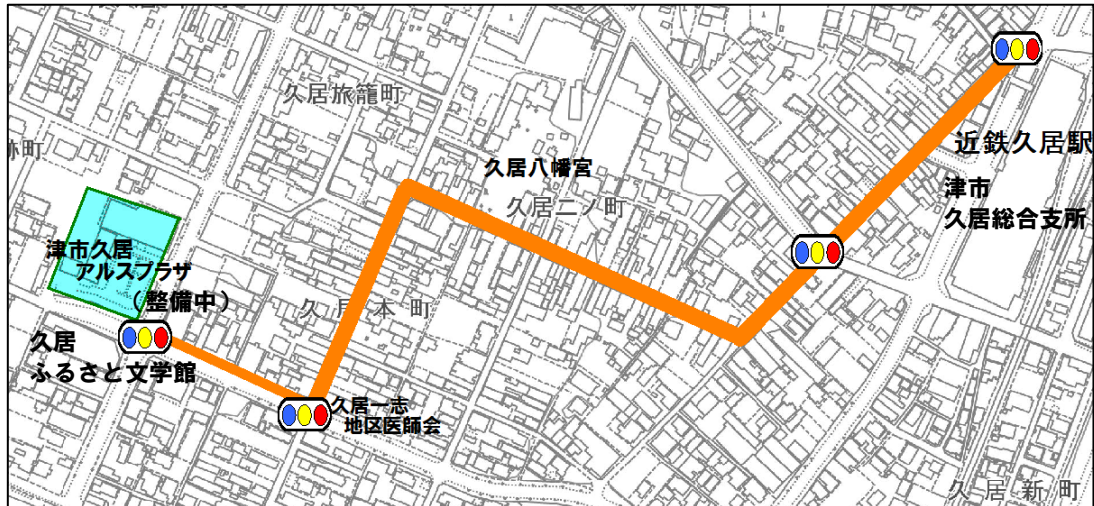 久居旅籠町
跡町
近鉄久居駅
久居八幡宮
津市
久居総合支所
久居二ノ町
津市久居
アルスプラザ
（整備中）
久居本町
久居
ふるさと文学館
久居一志
地区医師会
久居新町